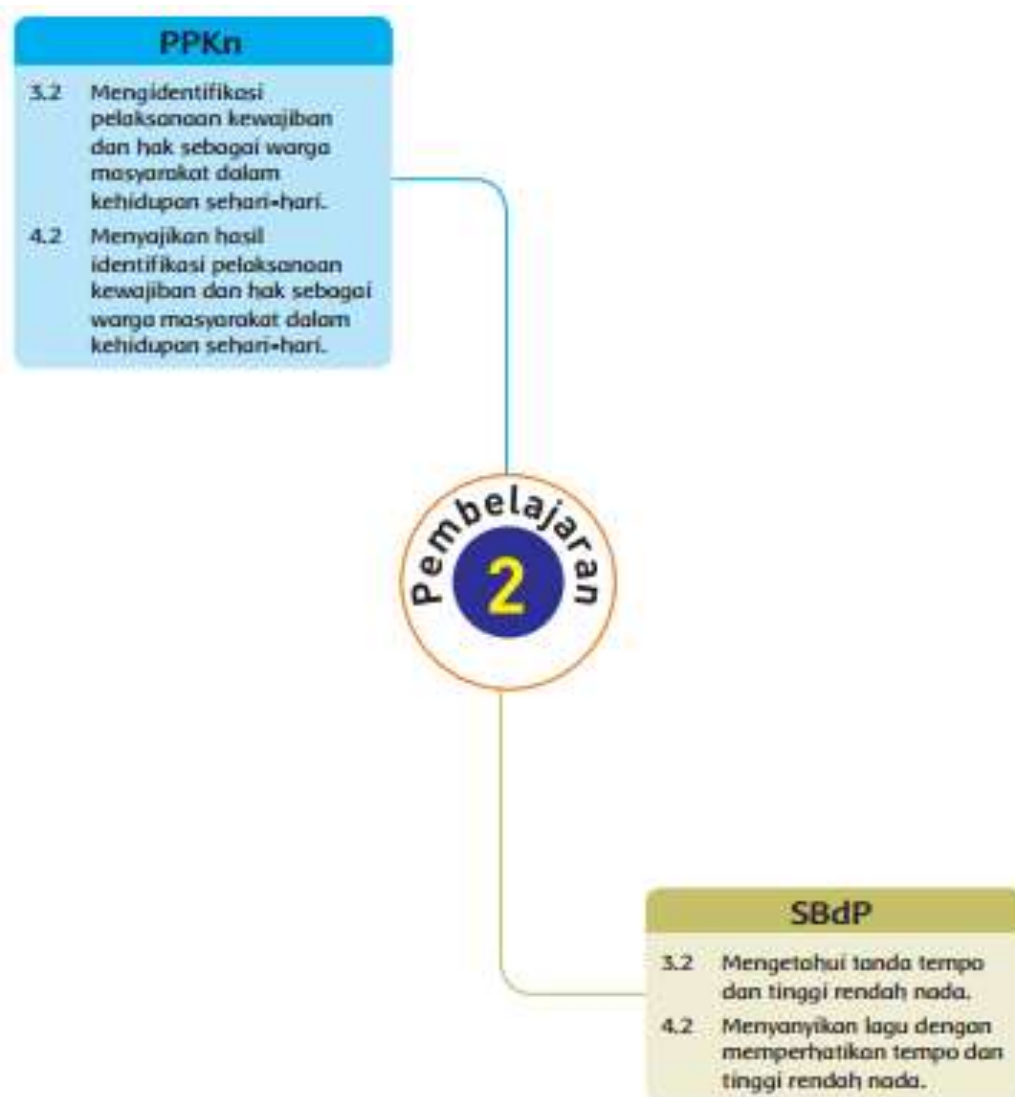 PPKn
3.2 Mengidentifikasi
pelaksanaan kewajiban
dan hak sebagai warga
masyarakat dalam
kehidupan sehari-hari.
4.2 Menyajikan hasil
identifikasi pelaksanaan
kewajiban dan hak sebagai
warga masyarakat dalam
kehidupan sehari-hari.
Pembelajaran
2
SBdP
3.2 Mengetahui tanda tempo
dan tinggi rendah nada.
4.2 Menyanyikan lagu dengan
memperhatikan tempo dan
tinggi rendah nada.